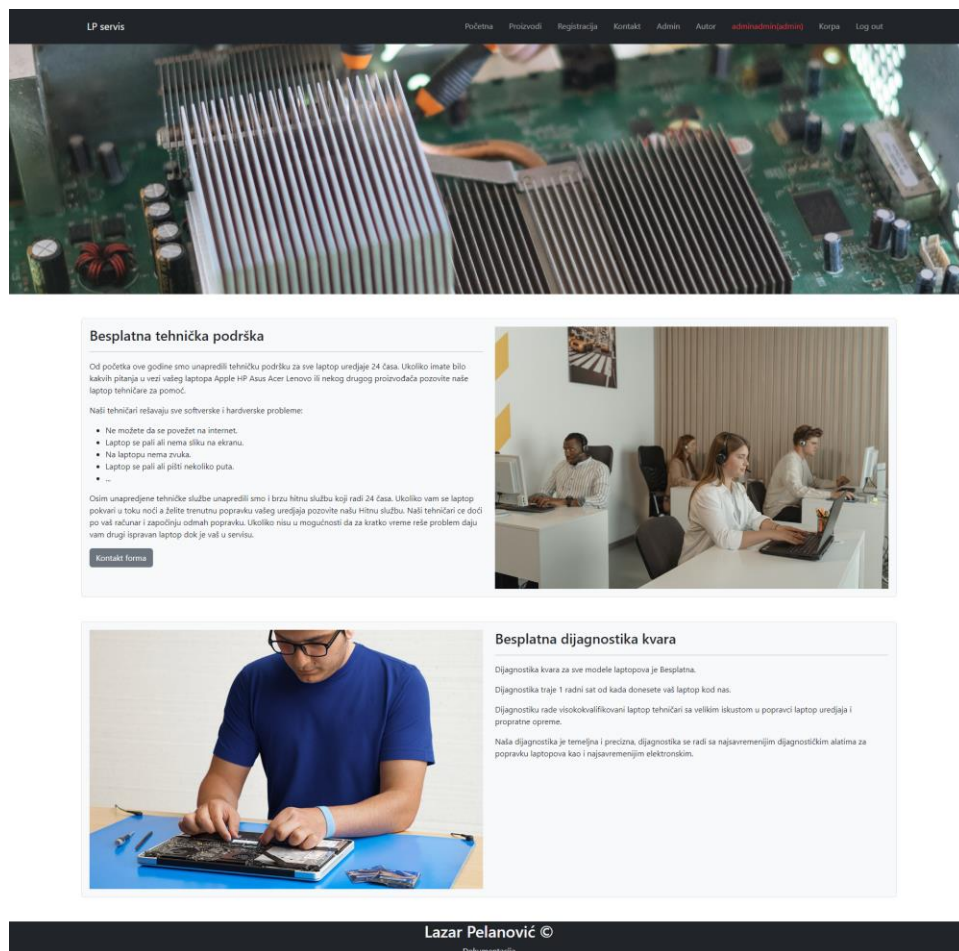 LP servis
Početna Proizvodi Registracija Kontakt Admin Autor adminadmin(admin) Korpa Log out
Besplatna tehnička podrška
Od početka ove godine smo unapredili tehničku podršku za sve laptop uredjaje 24 časa. Ukoliko imate bilo
kakvih pitanja u vezi vašeg laptopa Apple HP Asus Acer Lenovo ili nekog drugog proizvođača pozovite naše
laptop tehničare za pomoć.
Naši tehničari rešavaju sve softverske i hardverske probleme:
• Ne možete da se povežet na internet.
• Laptop se pali ali nema sliku na ekranu.
• Na laptopu nema zvuka.
• Laptop se pali ali pišti nekoliko puta.
• ...
Osim unapredjene tehničke službe unapredili smo i brzu hitnu službu koji radi 24 časa. Ukoliko vam se laptop
pokvari u toku noći a želite trenutnu popravku vašeg uredjaja pozovite našu Hitnu službu. Naši tehničari ce doći
po vaš računar i započinju odmah popravku. Ukoliko nisu u mogućnosti da za kratko vreme reše problem daju
vam drugi ispravan laptop dok je vaš u servisu.
Kontakt forma
Besplatna dijagnostika kvara
Dijagnostika kvara za sve modele laptopova je Besplatna.
Dijagnostika traje 1 radni sat od kada donesete vaš laptop kod nas.
Dijagnostiku rade visokokvalifikovani laptop tehničari sa velikim iskustom u popravci laptop uredjaja i
propratne opreme.
Naša dijagnostika je temeljna i precizna, dijagnostika se radi sa najsavremenijim dijagnostičkim alatima za
popravku laptopova kao i najsavremenijim elektronskim.
Lazar Pelanović ©
Dokumentacija